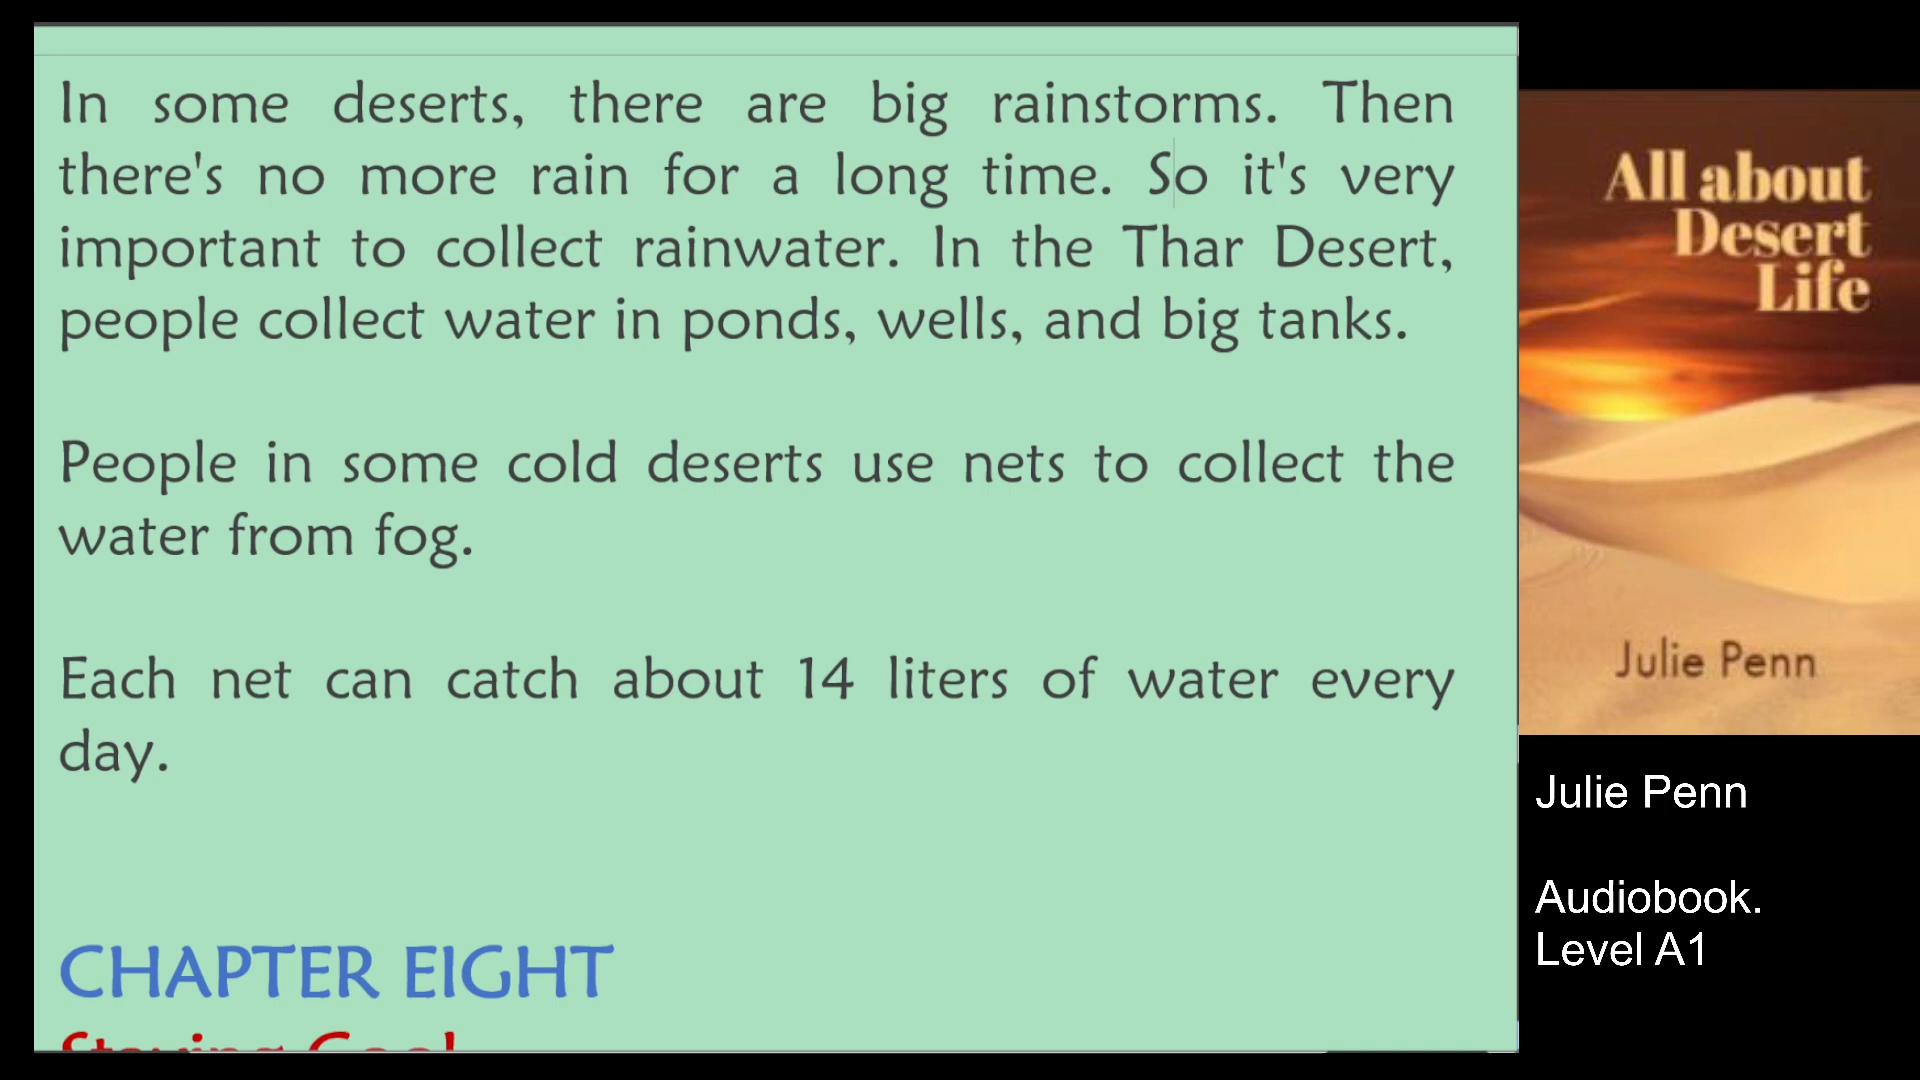 In some deserts, there are big rainstorms. Then
there's no more rain for a long time. So it's very
important to collect rainwater. In the Thar Desert,
people collect water in ponds, wells, and big tanks.
People in some cold deserts use nets to collect the
water from fog.
Each net can catch about 14 liters of water every
day.
CHAPTER EIGHT
Staying Cool
All about
Desert
Life
Julie Penn
Julie Penn
Audiobook.
Level A1